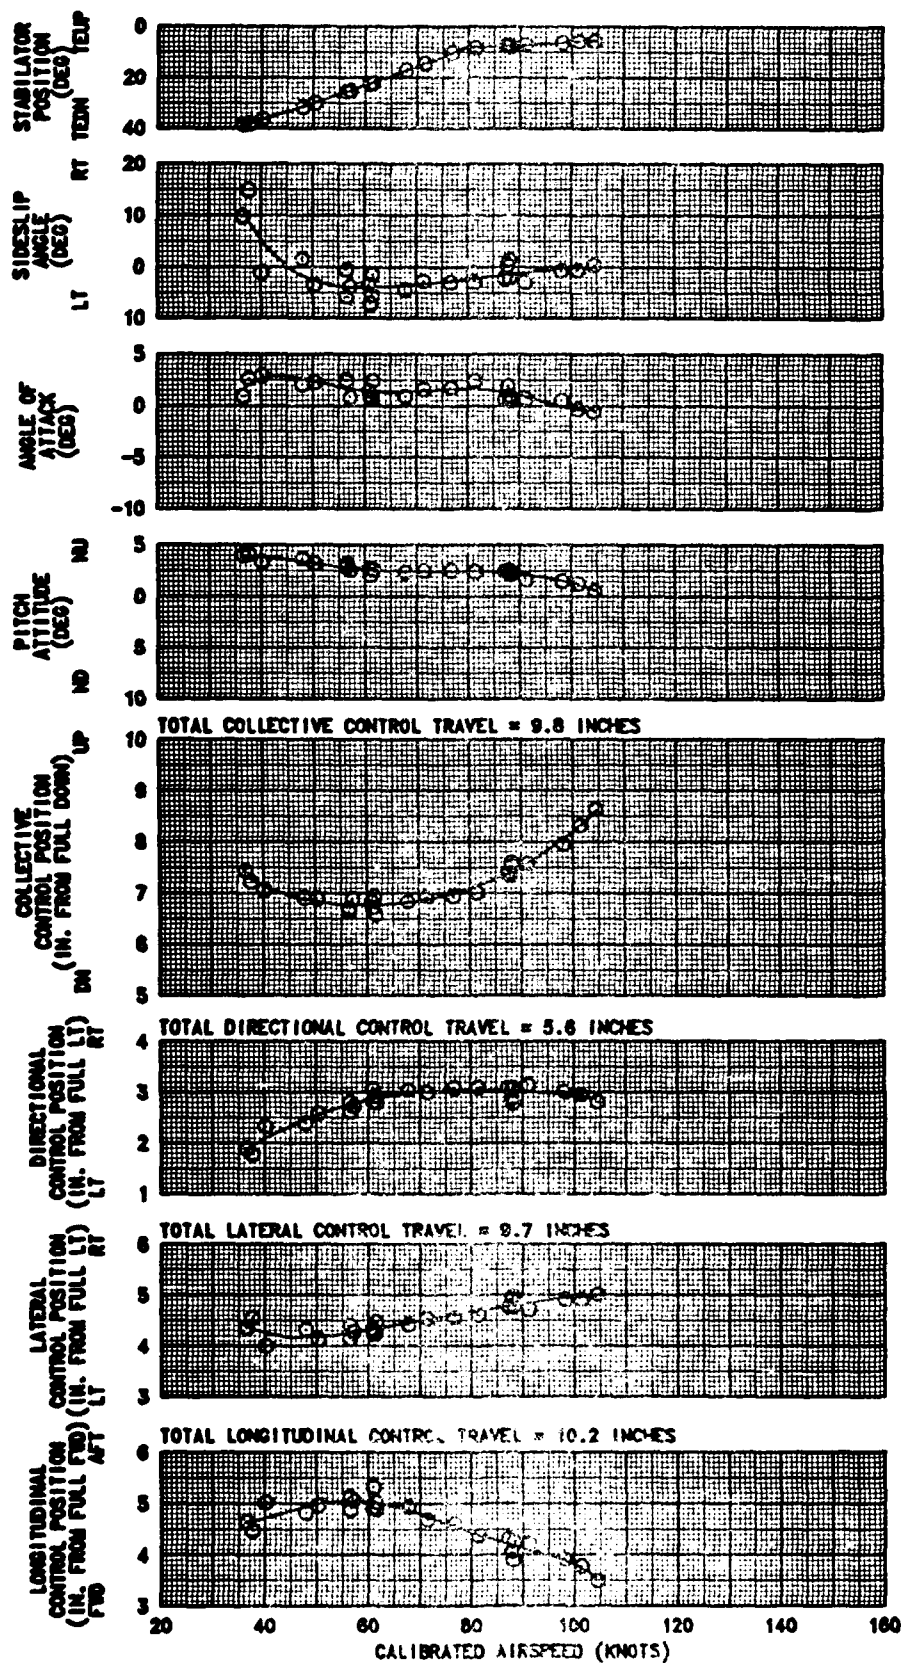 STABILATOR
POSITION
(DEG)
TEDN TEUP
0
20
40
SIDESLIP
ANGLE
(DEG)
LT RT
20
10
0
10
ANGLE OF
ATTACK
(DEG)
5
0
-5
-10
PITCH
ATTITUDE
(DEG)
ND NU
5
0
5
10
TOTAL COLLECTIVE CONTROL TRAVEL = 9.8 INCHES
COLLECTIVE
CONTROL POSITION
(IN. FROM FULL DOWN)
DN UP
10
9
8
7
6
5
TOTAL DIRECTIONAL CONTROL TRAVEL = 5.6 INCHES
DIRECTIONAL
CONTROL POSITION
(IN. FROM FULL LT)
LT RT
4
3
2
1
TOTAL LATERAL CONTROL TRAVEL = 9.7 INCHES
LATERAL
CONTROL POSITION
(IN. FROM FULL LT)
LT RT
6
5
4
3
TOTAL LONGITUDINAL CONTROL TRAVEL = 10.2 INCHES
LONGITUDINAL
CONTROL POSITION
(IN. FROM FULL FWD)
FWD AFT
6
5
4
3
20 40 60 80 100 120 140 160
CALIBRATED AIRSPEED (KNOTS)